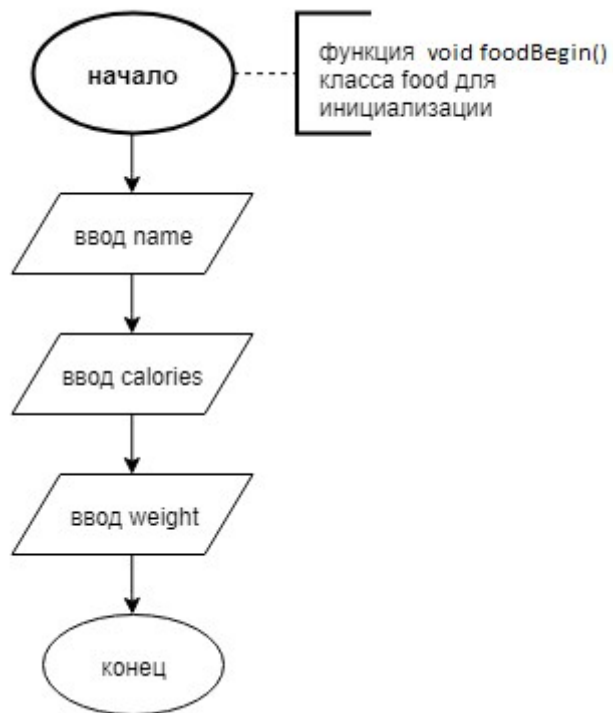 начало
функция void foodBegin()
класса food для
инициализации
ввод name
ввод calories
ввод weight
конец